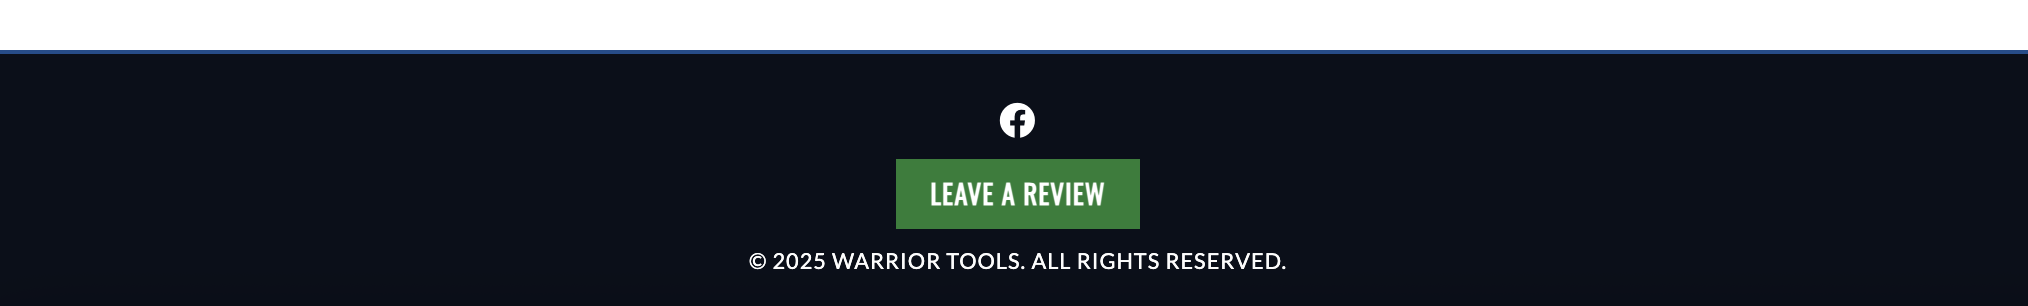 LEAVE A REVIEW
© 2025 WARRIOR TOOLS. ALL RIGHTS RESERVED.